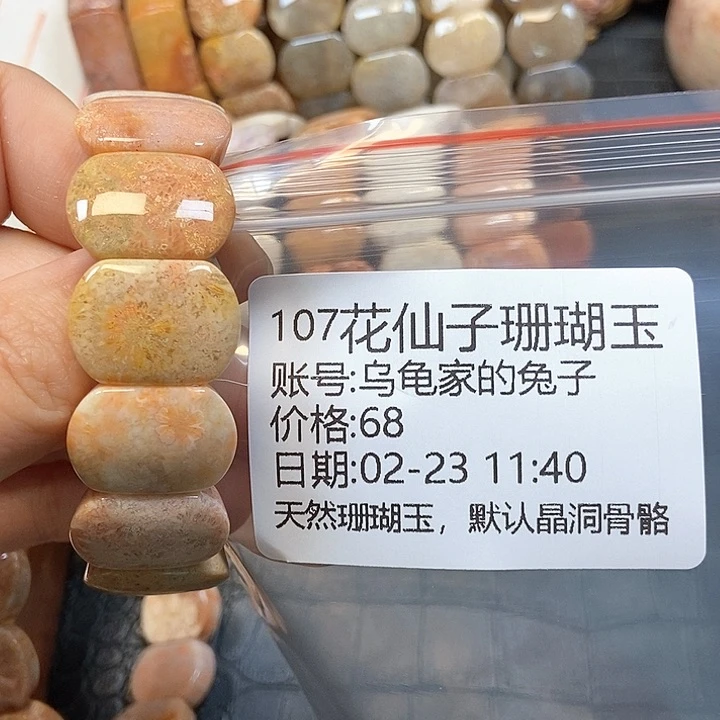 107花仙子珊瑚玉
账号:乌龟家的兔子
价格:68
日期:02-23 11:40
天然珊瑚玉，默认晶洞骨骼